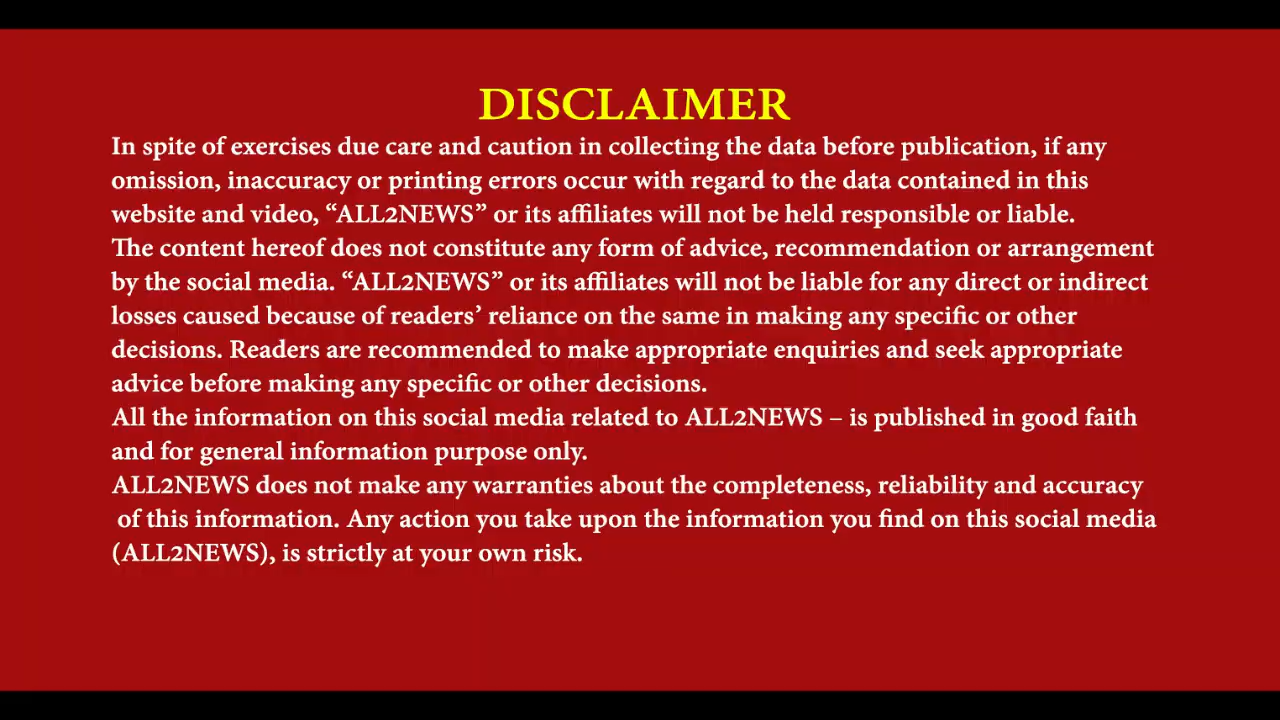 DISCLAIMER
In spite of exercises due care and caution in collecting the data before publication, if any
omission, inaccuracy or printing errors occur with regard to the data contained in this
website and video, “ALL2NEWS” or its affiliates will not be held responsible or liable.
The content hereof does not constitute any form of advice, recommendation or arrangement
by the social media. “ALL2NEWS” or its affiliates will not be liable for any direct or indirect
losses caused because of readers’ reliance on the same in making any specific or other
decisions. Readers are recommended to make appropriate enquiries and seek appropriate
advice before making any specific or other decisions.
All the information on this social media related to ALL2NEWS – is published in good faith
and for general information purpose only.
ALL2NEWS does not make any warranties about the completeness, reliability and accuracy
of this information. Any action you take upon the information you find on this social media
(ALL2NEWS), is strictly at your own risk.